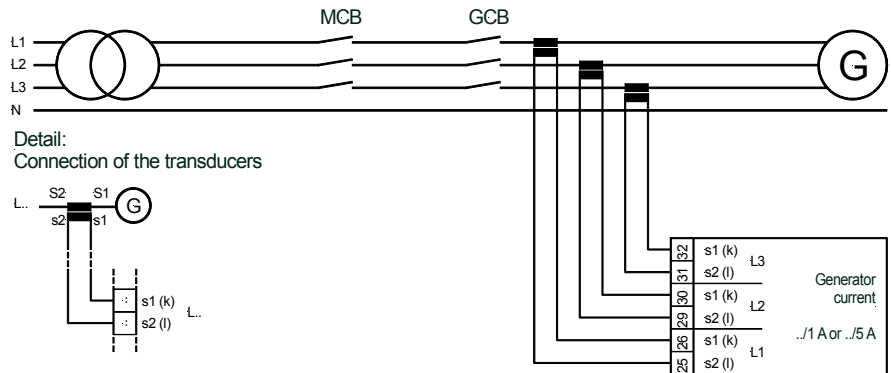 MCB GCB
L1
L2
L3
N
G
Detail:
Connection of the transducers
L.. S2 S1 G
s2 s1
s1 (k)
s2 (l)
L..
32 s1 (k)
31 s2 (l)
L3
30 s1 (k)
29 s2 (l)
L2
26 s1 (k)
25 s2 (l)
L1
Generator
current
../1 A or ../5 A